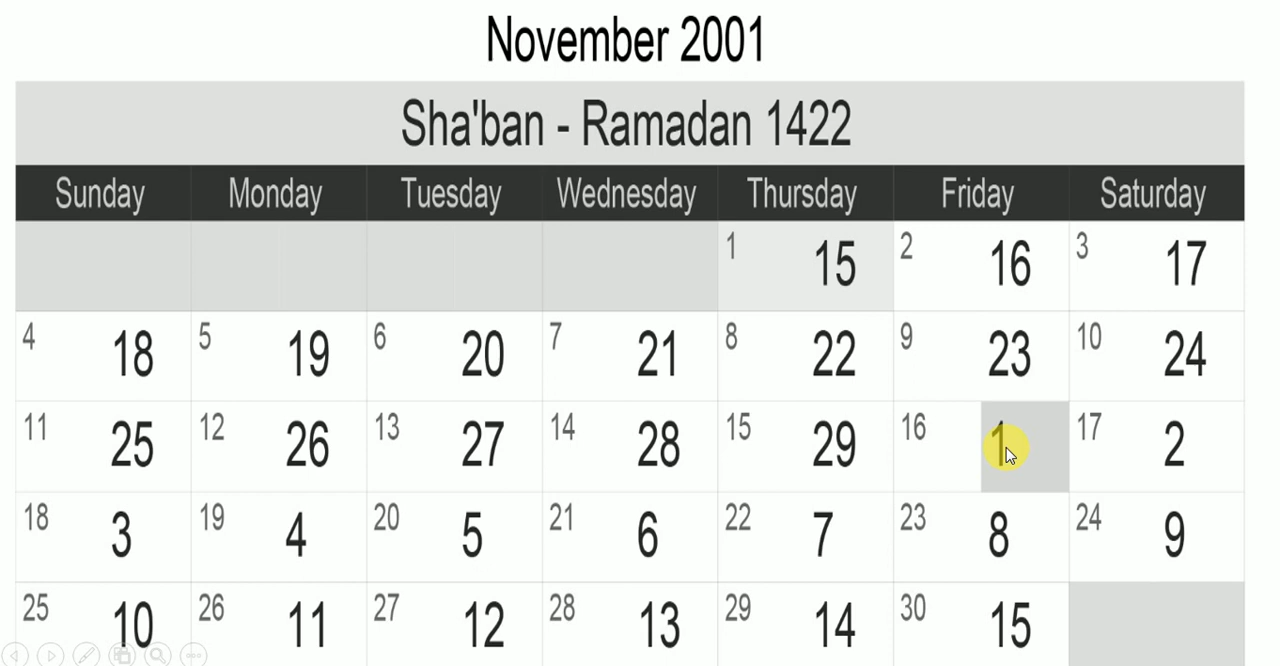 November 2001
Sha'ban - Ramadan 1422
Sunday Monday Tuesday Wednesday Thursday Friday Saturday
1 15 2 16 3 17
4 18 5 19 6 20 7 21 8 22 9 23 10 24
11 25 12 26 13 27 14 28 15 29 16 1 17 2
18 3 19 4 20 5 21 6 22 7 23 8 24 9
25 10 26 11 27 12 28 13 29 14 30 15